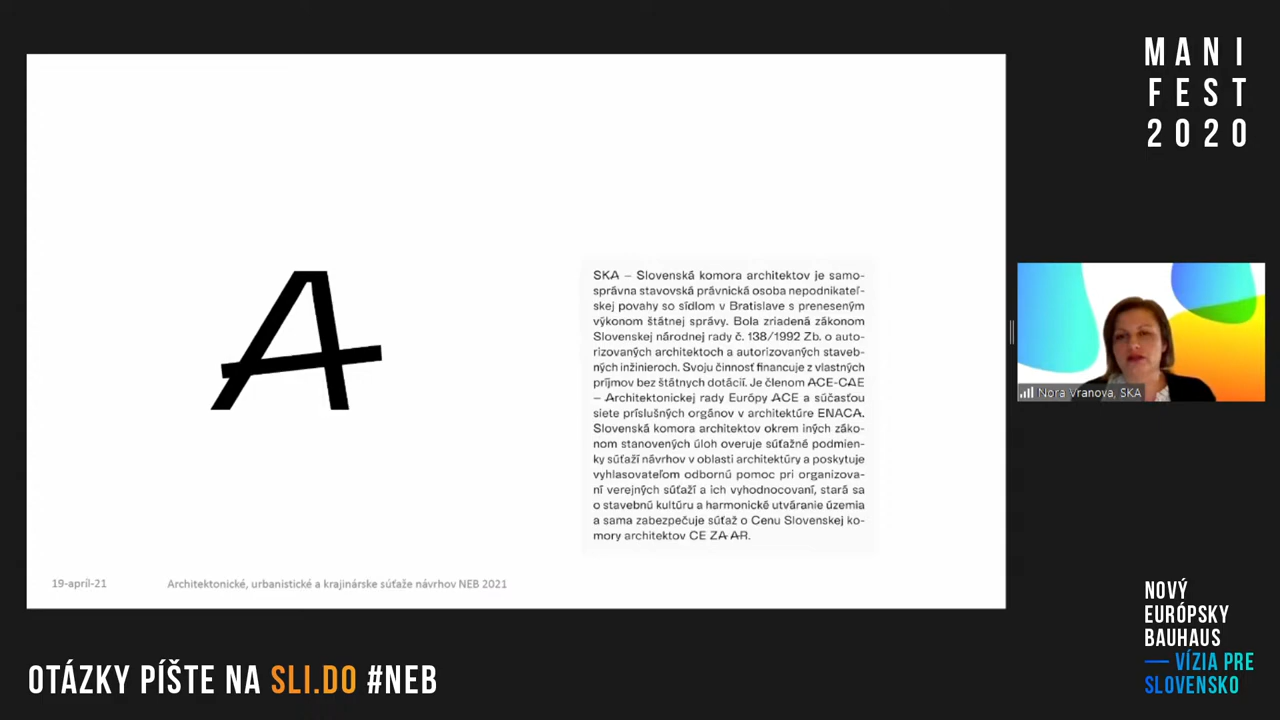 MANI
FEST
2020
A
SKA – Slovenská komora architektov je samo-
správna stavovská právnická osoba nepodnikateľ-
skej povahy so sídlom v Bratislave s preneseným
výkonom štátnej správy. Bola zriadená zákonom
Slovenskej národnej rady č. 138/1992 Zb. o auto-
rizovaných architektoch a autorizovaných staveb-
ných inžinieroch. Svoju činnosť financuje z vlastných
príjmov bez štátnych dotácií. Je členom ACE-CAE
– Architektonickej rady Európy ACE a súčasťou
siete príslušných orgánov v architektúre ENACA.
Slovenská komora architektov okrem iných záko-
nom stanovených úloh overuje súťažné podmien-
ky súťaží návrhov v oblasti architektúry a poskytuje
vyhlasovateľom odbornú pomoc pri organizova-
ní verejných súťaží a ich vyhodnocovaní, stará sa
o stavebnú kultúru a harmonické utváranie územia
a sama zabezpečuje súťaž o Cenu Slovenskej ko-
mory architektov CE ZA AR.
Nora Vranova, SKA
19-apríl-21
Architektonické, urbanistické a krajinárske súťaže návrhov NEB 2021
NOVÝ
EURÓPSKY
BAUHAUS
— VÍZIA PRE
SLOVENSKO
OTÁZKY PÍŠTE NA SLI.DO #NEB